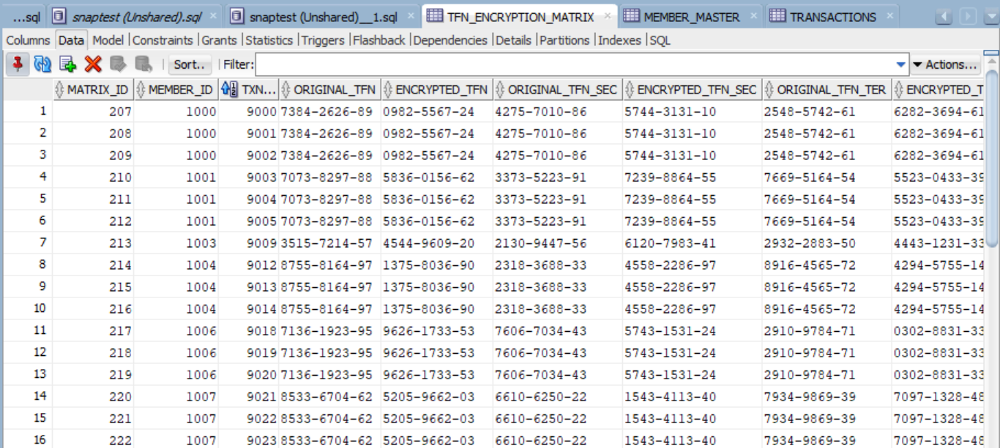 ...sql snaptest (Unshared).sql snaptest (Unshared)__1.sql TFN_ENCRYPTION_MATRIX MEMBER_MASTER TRANSACTIONS
Columns Data Model Constraints Grants Statistics Triggers Flashback Dependencies Details Partitions Indexes SQL
Sort.. Filter: Actions...
MATRIX_ID MEMBER_ID TXN... ORIGINAL_TFN ENCRYPTED_TFN ORIGINAL_TFN_SEC ENCRYPTED_TFN_SEC ORIGINAL_TFN_TER ENCRYPTED_T
1 207 1000 9000 7384-2626-89 0982-5567-24 4275-7010-86 5744-3131-10 2548-5742-61 6282-3694-61
2 208 1000 9001 7384-2626-89 0982-5567-24 4275-7010-86 5744-3131-10 2548-5742-61 6282-3694-61
3 209 1000 9002 7384-2626-89 0982-5567-24 4275-7010-86 5744-3131-10 2548-5742-61 6282-3694-61
4 210 1001 9003 7073-8297-88 5836-0156-62 3373-5223-91 7239-8864-55 7669-5164-54 5523-0433-39
5 211 1001 9004 7073-8297-88 5836-0156-62 3373-5223-91 7239-8864-55 7669-5164-54 5523-0433-39
6 212 1001 9005 7073-8297-88 5836-0156-62 3373-5223-91 7239-8864-55 7669-5164-54 5523-0433-39
7 213 1003 9009 3515-7214-57 4544-9609-20 2130-9447-56 6120-7983-41 2932-2883-50 4443-1231-33
8 214 1004 9012 8755-8164-97 1375-8036-90 2318-3688-33 4558-2286-97 8916-4565-72 4294-5755-14
9 215 1004 9013 8755-8164-97 1375-8036-90 2318-3688-33 4558-2286-97 8916-4565-72 4294-5755-14
10 216 1004 9014 8755-8164-97 1375-8036-90 2318-3688-33 4558-2286-97 8916-4565-72 4294-5755-14
11 217 1006 9018 7136-1923-95 9626-1733-53 7606-7034-43 5743-1531-24 2910-9784-71 0302-8831-33
12 218 1006 9019 7136-1923-95 9626-1733-53 7606-7034-43 5743-1531-24 2910-9784-71 0302-8831-33
13 219 1006 9020 7136-1923-95 9626-1733-53 7606-7034-43 5743-1531-24 2910-9784-71 0302-8831-33
14 220 1007 9021 8533-6704-62 5205-9662-03 6610-6250-22 1543-4113-40 7934-9869-39 7097-1328-48
15 221 1007 9022 8533-6704-62 5205-9662-03 6610-6250-22 1543-4113-40 7934-9869-39 7097-1328-48
16 222 1007 9023 8533-6704-62 5205-9662-03 6610-6250-22 1543-4113-40 7934-9869-39 7097-1328-48